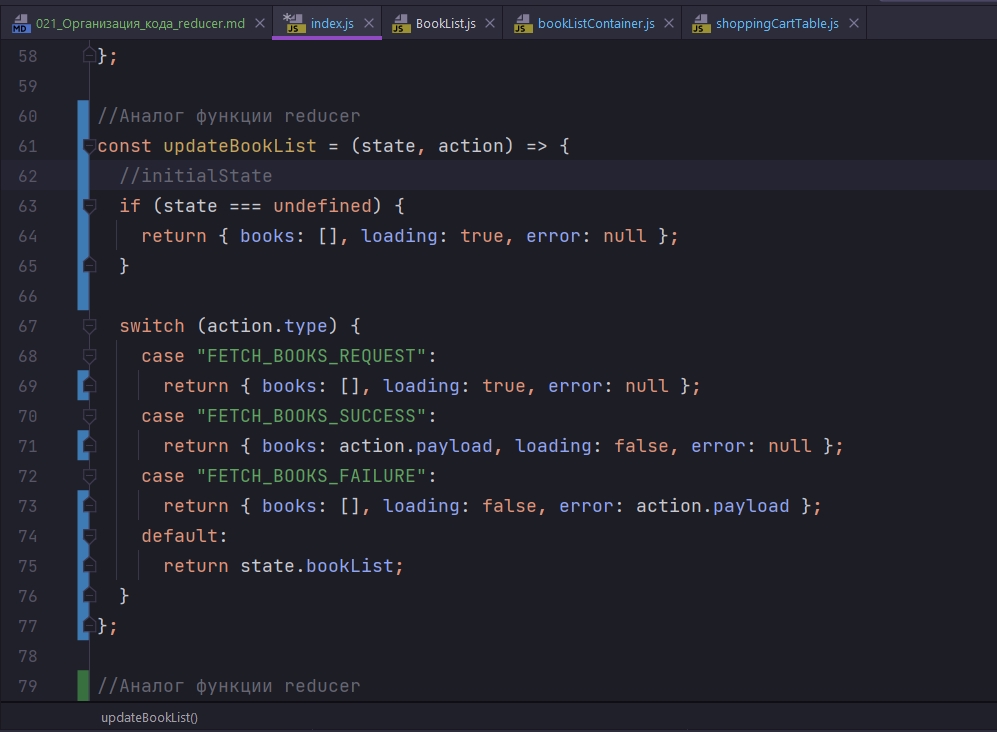 021_Организация_кода_reducer.md index.js BookList.js bookListContainer.js shoppingCartTable.js
58 };
59
60 //Аналог функции reducer
61 const updateBookList = (state, action) => {
62 //initialState
63 if (state === undefined) {
64 return { books: [], loading: true, error: null };
65 }
66
67 switch (action.type) {
68 case "FETCH_BOOKS_REQUEST":
69 return { books: [], loading: true, error: null };
70 case "FETCH_BOOKS_SUCCESS":
71 return { books: action.payload, loading: false, error: null };
72 case "FETCH_BOOKS_FAILURE":
73 return { books: [], loading: false, error: action.payload };
74 default:
75 return state.bookList;
76 }
77 };
78
79 //Аналог функции reducer
updateBookList()